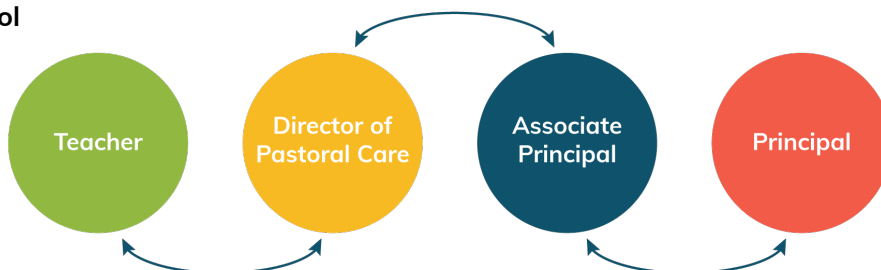 ol
Teacher
Director of
Pastoral Care
Associate
Principal
Principal